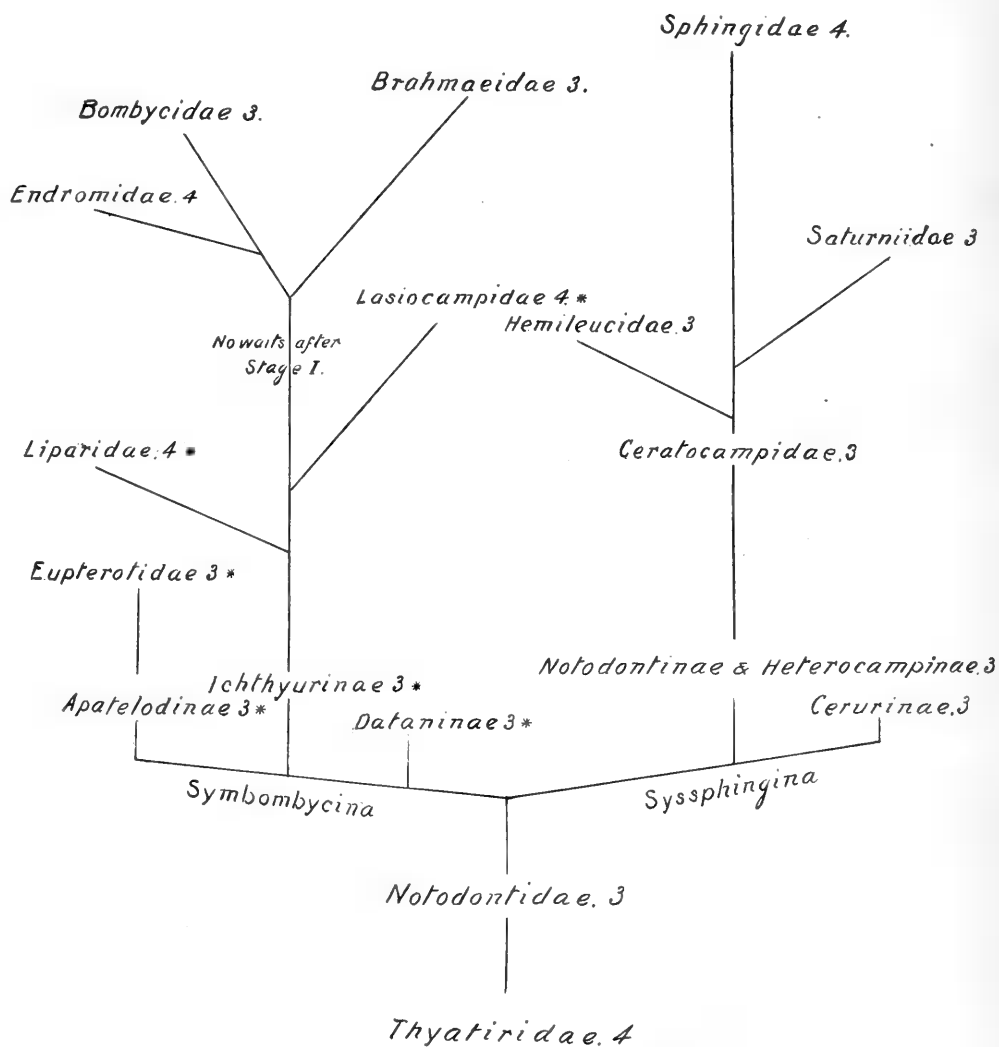 Sphingidae 4.
Brahmaeidae 3.
Bombycidae 3.
Endromidae. 4
Saturniidae 3
Lasiocampidae 4. *
Hemileucidae. 3
No warts after
Stage I.
Liparidae. 4 *
Ceratocampidae. 3
Eupterotidae 3 *
Notodontinae & Heterocampinae. 3
Ichthyurinae 3 *
Apatelodinae 3 *
Cerurinae. 3
Dataninae 3 *
Symbombycina
Syssphingina
Notodontidae. 3
Thyatiridae. 4